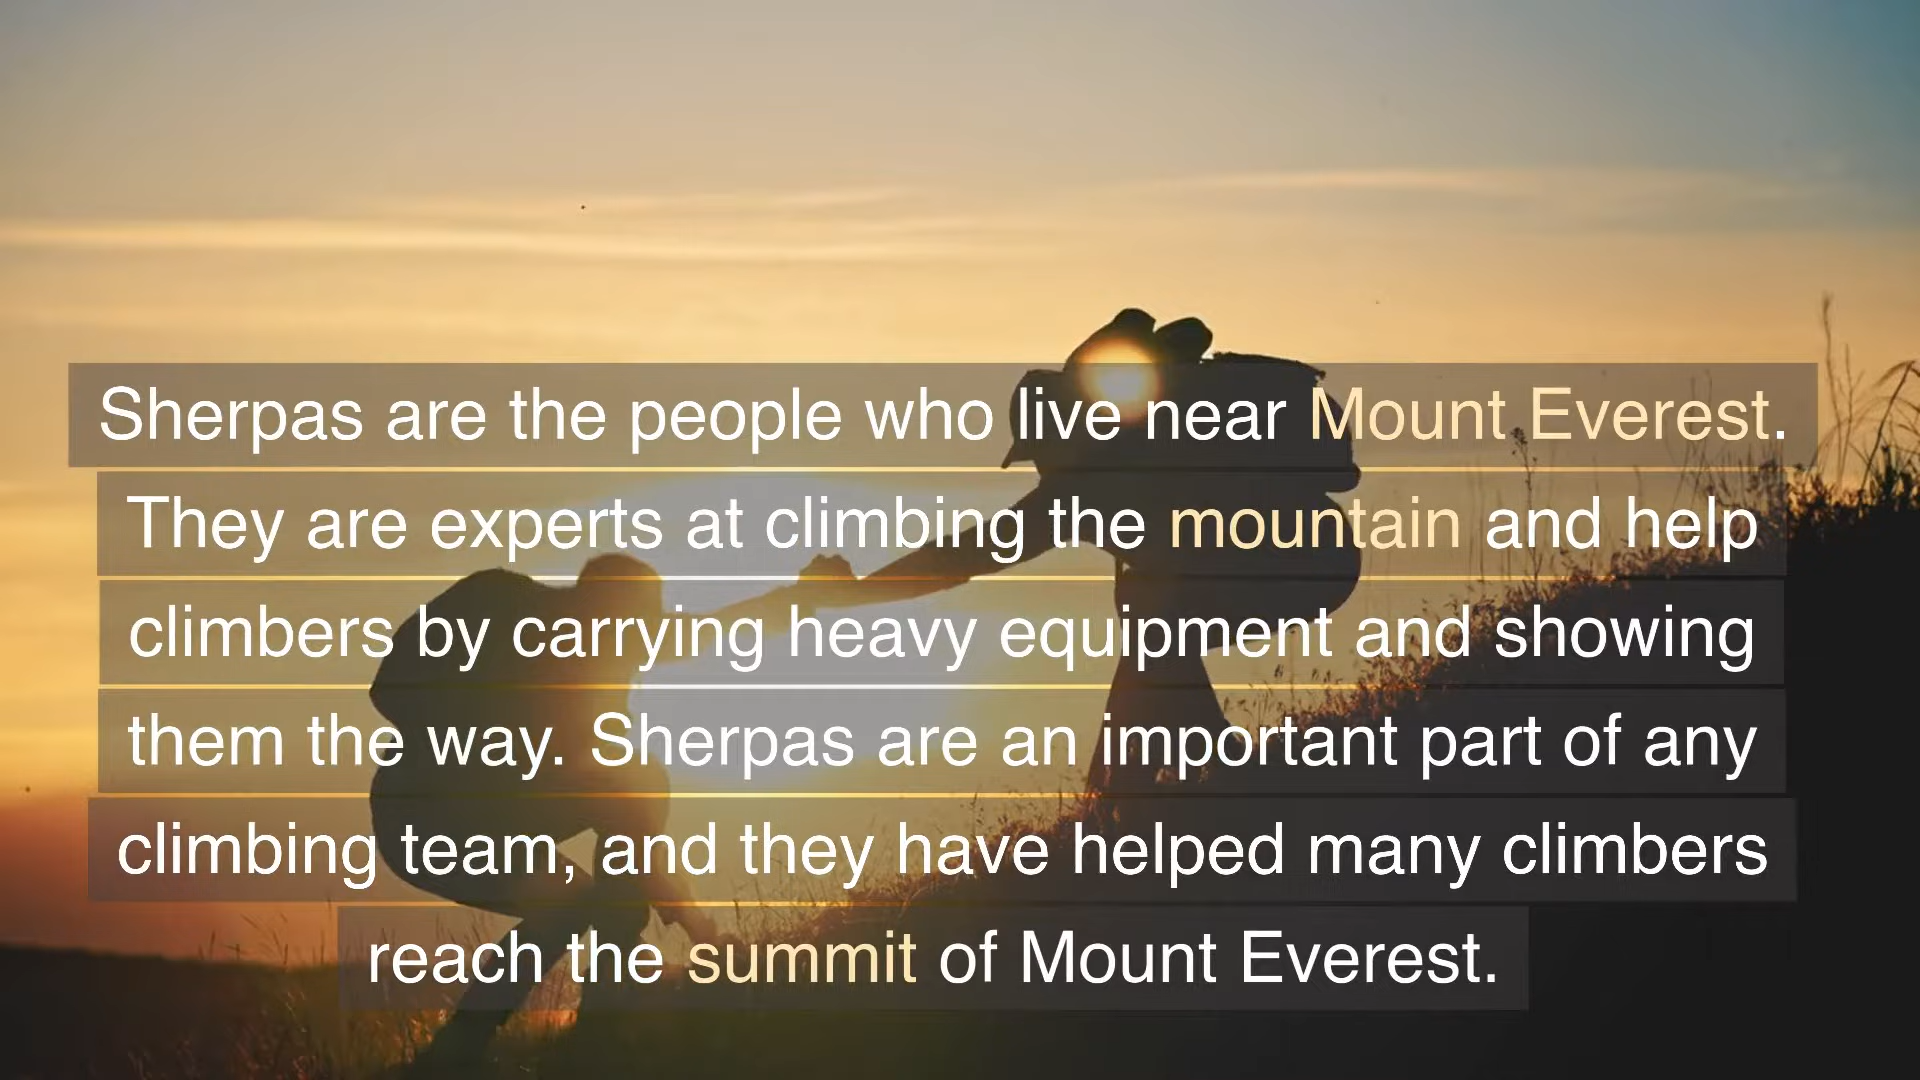 Sherpas are the people who live near Mount Everest.
They are experts at climbing the mountain and help
climbers by carrying heavy equipment and showing
them the way. Sherpas are an important part of any
climbing team, and they have helped many climbers
reach the summit of Mount Everest.